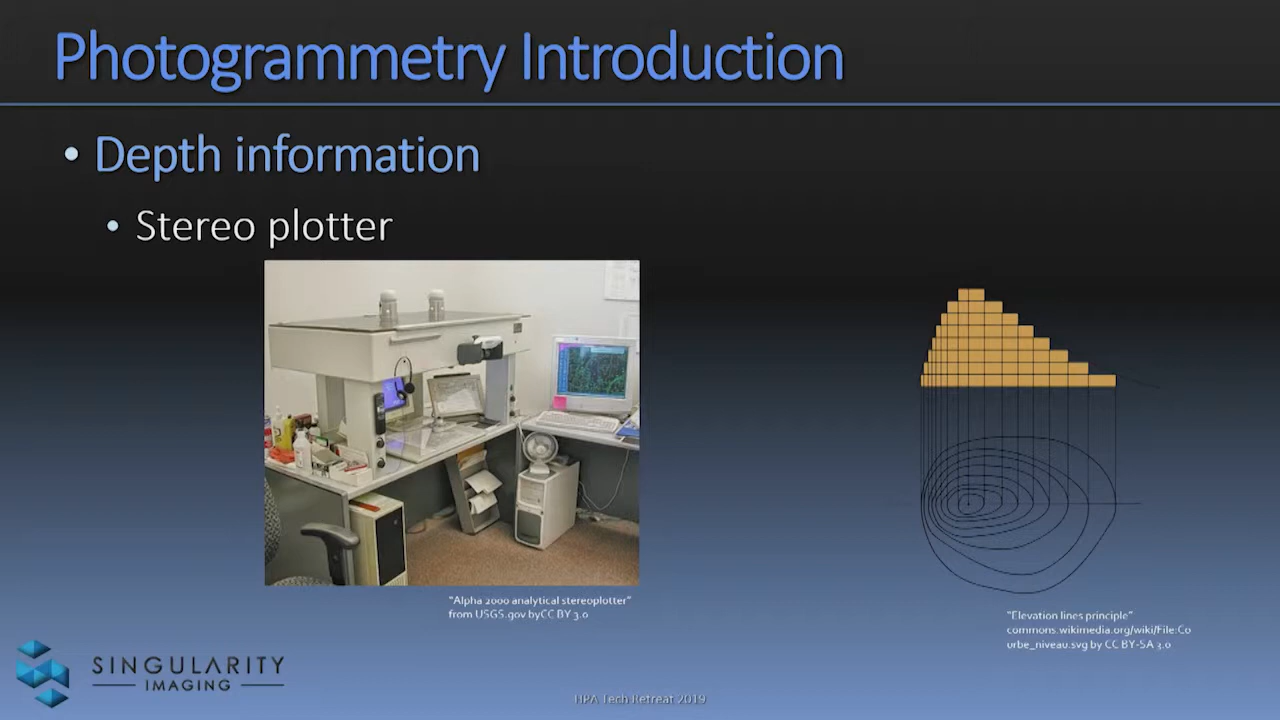 Photogrammetry Introduction
• Depth information
• Stereo plotter
"Alpha 2000 analytical stereoplotter"
from USGS.gov byCC BY 3.0
"Elevation lines principle"
commons.wikimedia.org/wiki/File:Co
urbe_niveau.svg by CC BY-SA 3.0
SINGULARITY
IMAGING
HPA Tech Retreat 2019